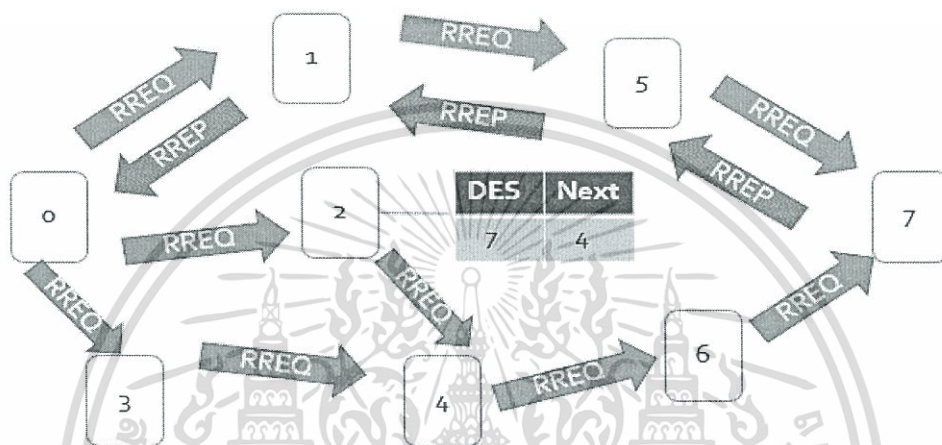 RREQ
1
5
RREQ
RREP
RREP
RREQ
RREP
0
2
DES Next
7 4
7
RREQ
RREQ
RREQ
RREQ
RREQ
RREQ
3
4
6